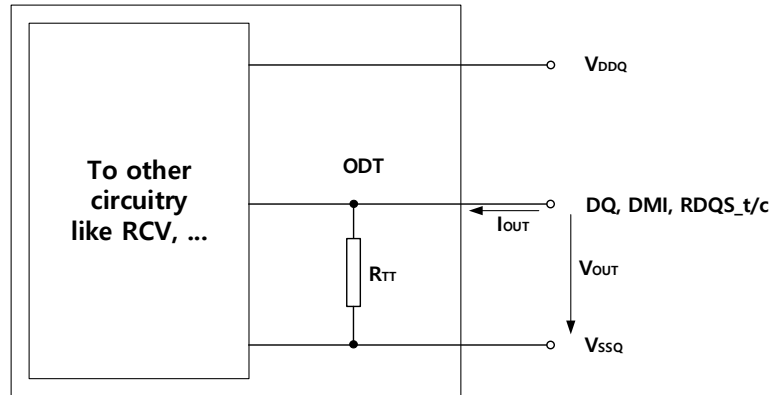 VDDQ
To other
circuitry
like RCV, ...
ODT
DQ, DMI, RDQS_t/c
IOUT
VOUT
RTT
VSSQ